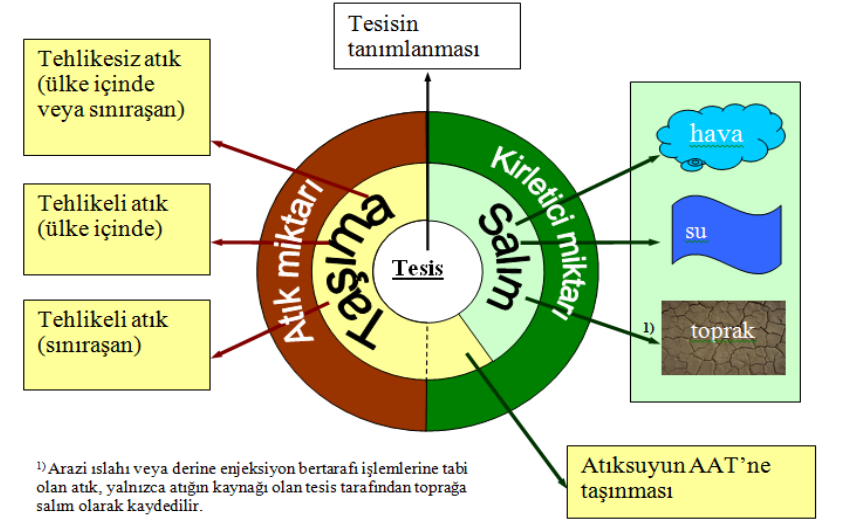 Tesisin
tanımlanması
Tehlikesiz atık
(ülke içinde
veya sınıraşan)
Tehlikeli atık
(ülke içinde)
Tehlikeli atık
(sınıraşan)
Atık miktarı
Taşıma
Tesis
Salım
Kirletici miktarı
hava
su
1)
toprak
Atıksuyun AAT’ne
taşınması
1) Arazi ıslahı veya derine enjeksiyon bertarafı işlemlerine tabi
olan atık, yalnızca atığın kaynağı olan tesis tarafından toprağa
salım olarak kaydedilir.